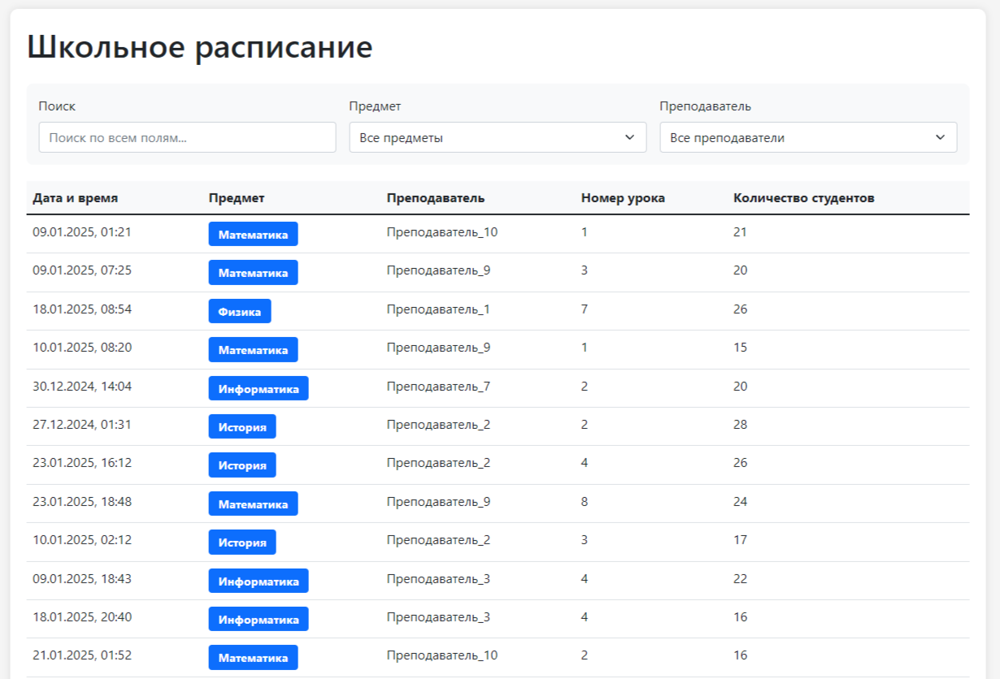 Школьное расписание
Поиск Предмет Преподаватель
Поиск по всем полям... Все предметы Все преподаватели
Дата и время Предмет Преподаватель Номер урока Количество студентов
09.01.2025, 01:21 Математика Преподаватель_10 1 21
09.01.2025, 07:25 Математика Преподаватель_9 3 20
18.01.2025, 08:54 Физика Преподаватель_1 7 26
10.01.2025, 08:20 Математика Преподаватель_9 1 15
30.12.2024, 14:04 Информатика Преподаватель_7 2 20
27.12.2024, 01:31 История Преподаватель_2 2 28
23.01.2025, 16:12 История Преподаватель_2 4 26
23.01.2025, 18:48 Математика Преподаватель_9 8 24
10.01.2025, 02:12 История Преподаватель_2 3 17
09.01.2025, 18:43 Информатика Преподаватель_3 4 22
18.01.2025, 20:40 Информатика Преподаватель_3 4 16
21.01.2025, 01:52 Математика Преподаватель_10 2 16